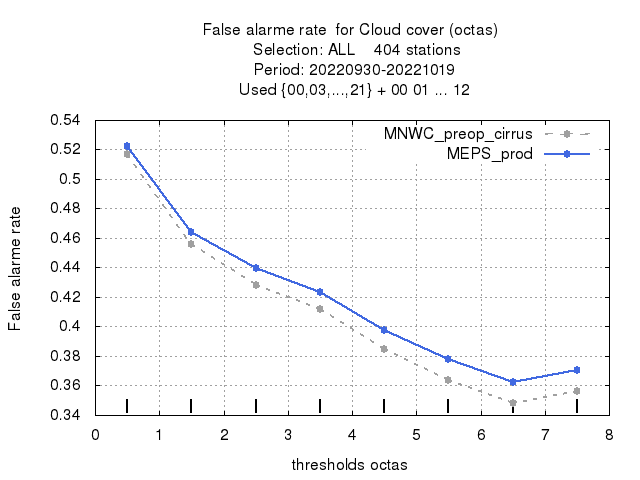 False alarme rate  for Cloud cover (octas)
Selection: ALL    404 stations
Period: 20220930-20221019
Used {00,03,...,21} + 00 01 ... 12
MNWC_preop_cirrus
MEPS_prod
False alarme rate
0.54
0.52
0.5
0.48
0.46
0.44
0.42
0.4
0.38
0.36
0.34
0 1 2 3 4 5 6 7 8
thresholds octas